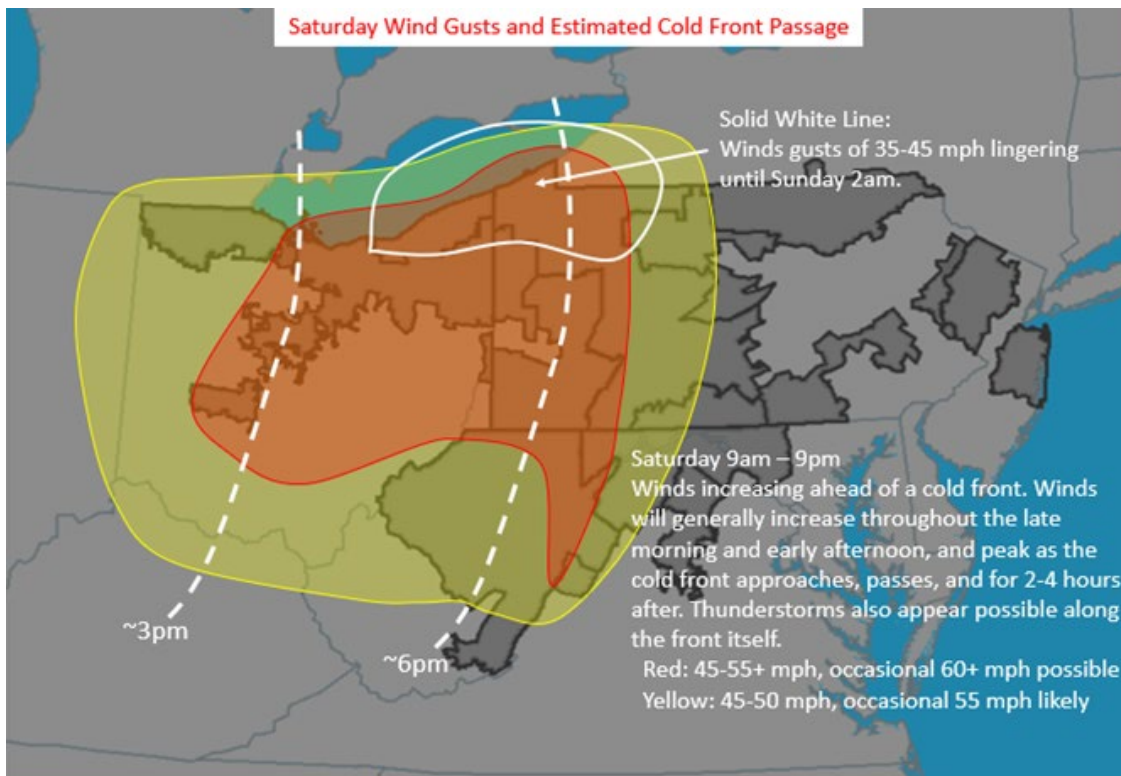 Saturday Wind Gusts and Estimated Cold Front Passage
Solid White Line:
Winds gusts of 35-45 mph lingering
until Sunday 2am.
Saturday 9am – 9pm
Winds increasing ahead of a cold front. Winds
will generally increase throughout the late
morning and early afternoon, and peak as the
cold front approaches, passes, and for 2-4 hours
after. Thunderstorms also appear possible along
the front itself.
Red: 45-55+ mph, occasional 60+ mph possible
Yellow: 45-50 mph, occasional 55 mph likely
~3pm
~6pm